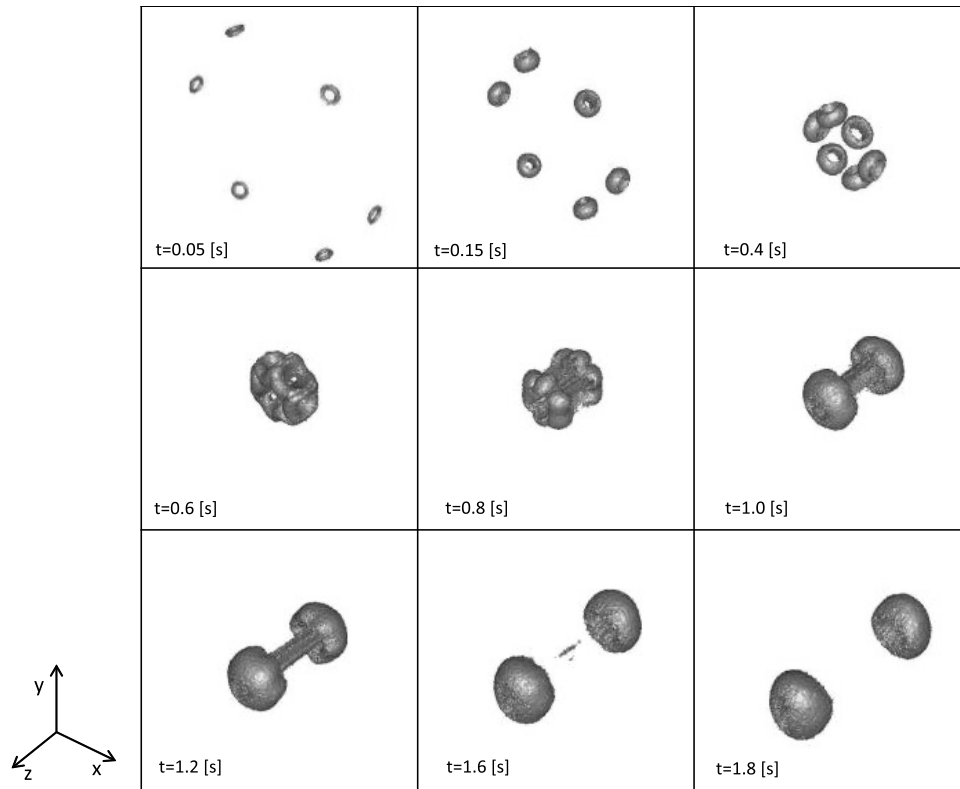 t=0.05 [s]
t=0.15 [s]
t=0.4 [s]
t=0.6 [s]
t=0.8 [s]
t=1.0 [s]
y
z
x
t=1.2 [s]
t=1.6 [s]
t=1.8 [s]